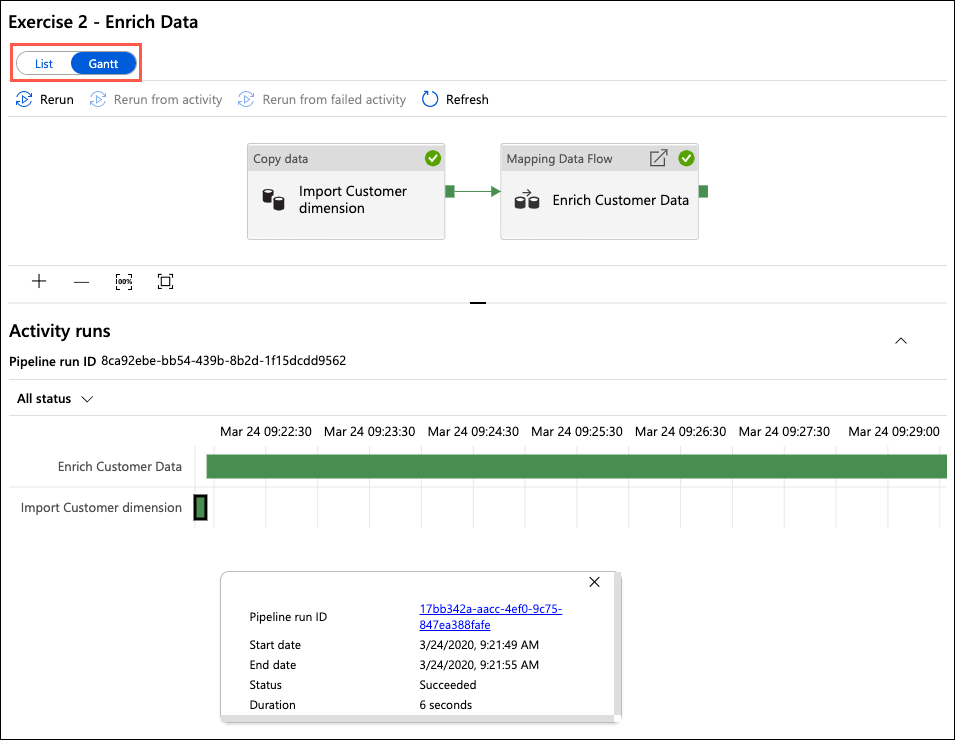 Exercise 2 - Enrich Data
List Gantt
Rerun Rerun from activity Rerun from failed activity Refresh
Copy data
Import Customer
dimension
Mapping Data Flow
Enrich Customer Data
100%
Activity runs
Pipeline run ID 8ca92ebe-bb54-439b-8b2d-1f15dcdd9562
All status
Mar 24 09:22:30 Mar 24 09:23:30 Mar 24 09:24:30 Mar 24 09:25:30 Mar 24 09:26:30 Mar 24 09:27:30 Mar 24 09:29:00
Enrich Customer Data
Import Customer dimension
Pipeline run ID 17bb342a-aacc-4ef0-9c75-
847ea388fafe
Start date 3/24/2020, 9:21:49 AM
End date 3/24/2020, 9:21:55 AM
Status Succeeded
Duration 6 seconds